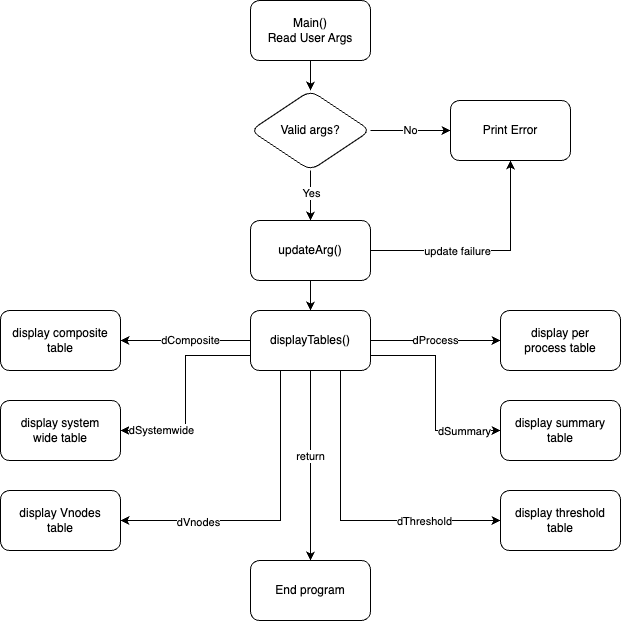 Main()
Read User Args
Valid args?
No
Print Error
Yes
updateArg()
update failure
display composite
table
dComposite
displayTables()
dProcess
display per
process table
display system
wide table
dSystemwide
dSummary
display summary
table
return
display Vnodes
table
dVnodes
dThreshold
display threshold
table
End program